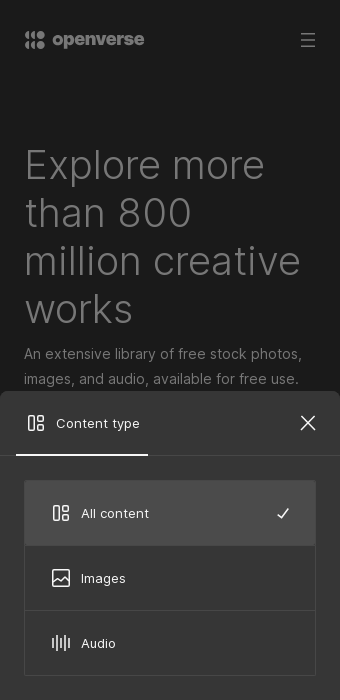 openverse
Explore more
than 800
million creative
works
An extensive library of free stock photos,
images, and audio, available for free use.
Content type
All content
Images
Audio